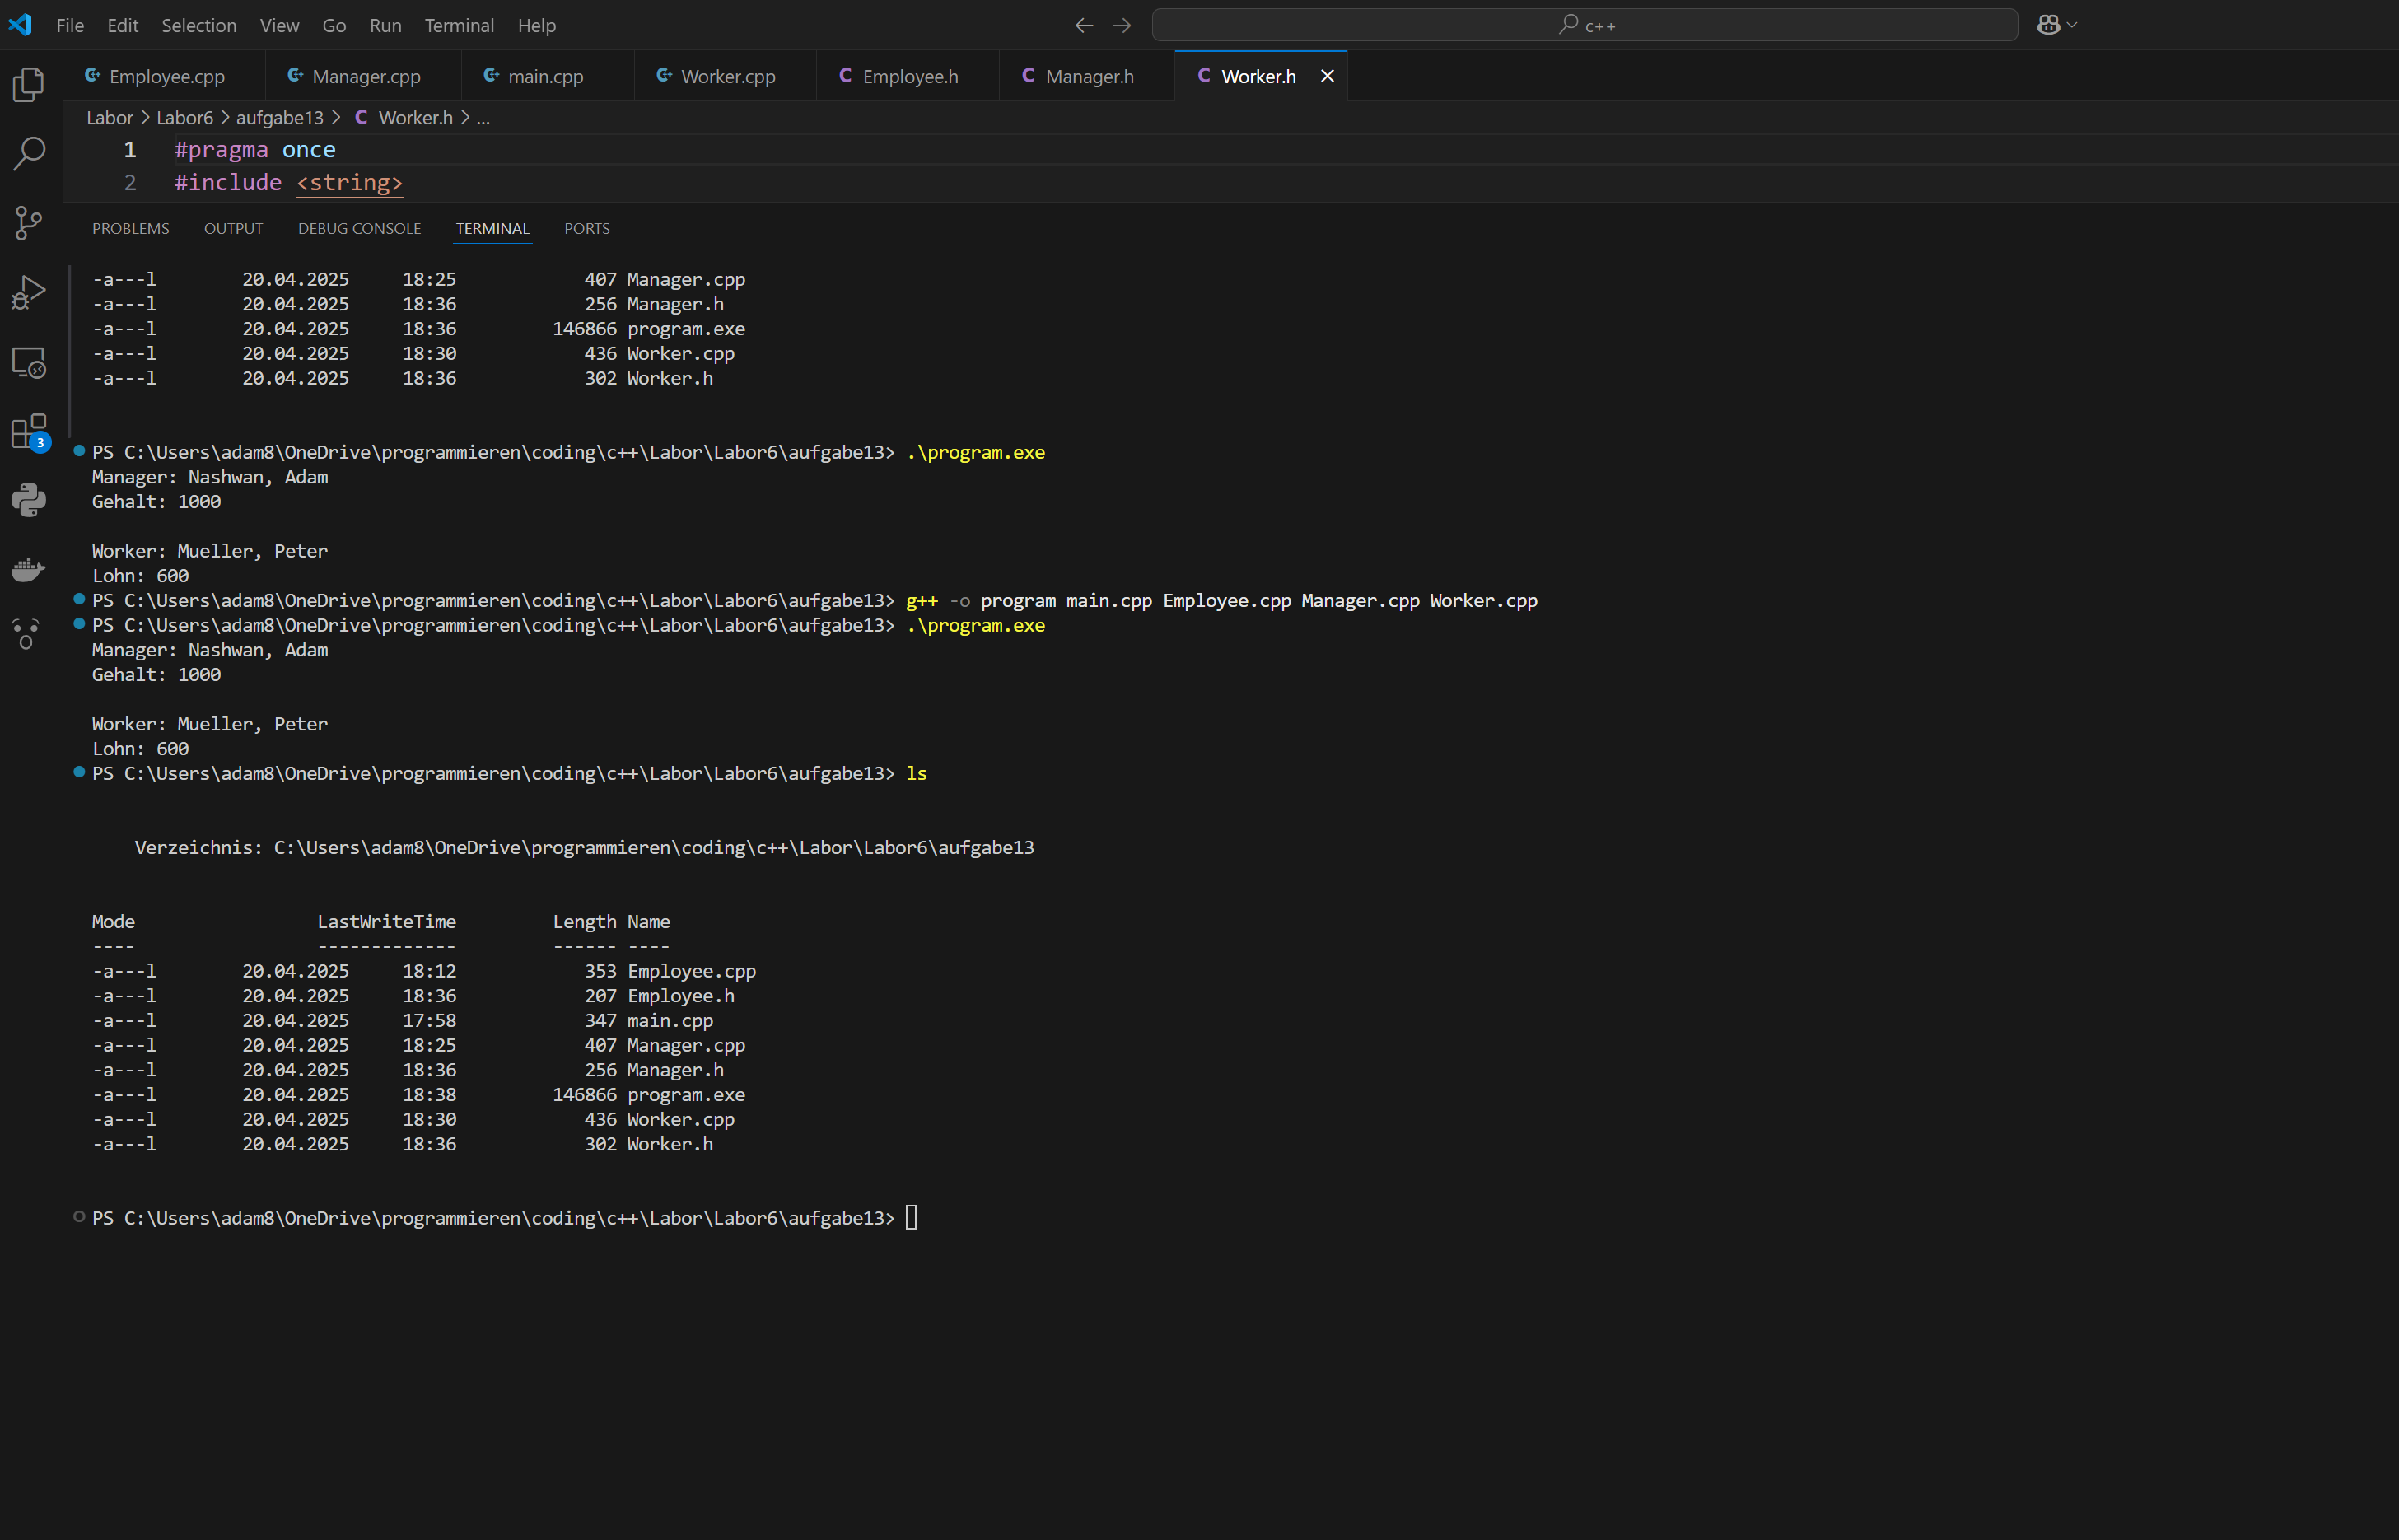 File Edit Selection View Go Run Terminal Help c++
Employee.cpp Manager.cpp main.cpp Worker.cpp Employee.h Manager.h Worker.h
Labor > Labor6 > aufgabe13 > C Worker.h > ...
1 #pragma once
2 #include <string>
PROBLEMS OUTPUT DEBUG CONSOLE TERMINAL PORTS
-a---l 20.04.2025 18:25 407 Manager.cpp
-a---l 20.04.2025 18:36 256 Manager.h
-a---l 20.04.2025 18:36 146866 program.exe
-a---l 20.04.2025 18:30 436 Worker.cpp
-a---l 20.04.2025 18:36 302 Worker.h
3
PS C:\Users\adam8\OneDrive\programmieren\coding\c++\Labor\Labor6\aufgabe13> .\program.exe
Manager: Nashwan, Adam
Gehalt: 1000
Worker: Mueller, Peter
Lohn: 600
PS C:\Users\adam8\OneDrive\programmieren\coding\c++\Labor\Labor6\aufgabe13> g++ -o program main.cpp Employee.cpp Manager.cpp Worker.cpp
PS C:\Users\adam8\OneDrive\programmieren\coding\c++\Labor\Labor6\aufgabe13> .\program.exe
Manager: Nashwan, Adam
Gehalt: 1000
Worker: Mueller, Peter
Lohn: 600
PS C:\Users\adam8\OneDrive\programmieren\coding\c++\Labor\Labor6\aufgabe13> ls
Verzeichnis: C:\Users\adam8\OneDrive\programmieren\coding\c++\Labor\Labor6\aufgabe13
Mode LastWriteTime Length Name
---- ------------- ------ ----
-a---l 20.04.2025 18:12 353 Employee.cpp
-a---l 20.04.2025 18:36 207 Employee.h
-a---l 20.04.2025 17:58 347 main.cpp
-a---l 20.04.2025 18:25 407 Manager.cpp
-a---l 20.04.2025 18:36 256 Manager.h
-a---l 20.04.2025 18:38 146866 program.exe
-a---l 20.04.2025 18:30 436 Worker.cpp
-a---l 20.04.2025 18:36 302 Worker.h
PS C:\Users\adam8\OneDrive\programmieren\coding\c++\Labor\Labor6\aufgabe13>